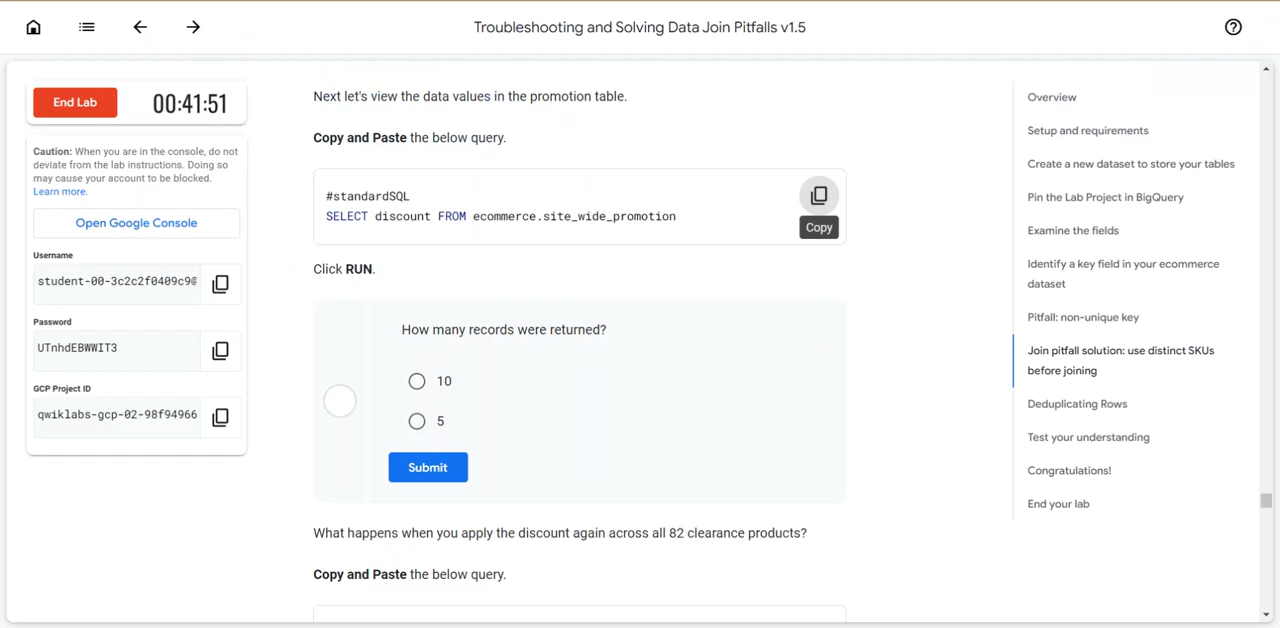 Troubleshooting and Solving Data Join Pitfalls v1.5
End Lab
00:41:51
Caution: When you are in the console, do not
deviate from the lab instructions. Doing so
may cause your account to be blocked.
Learn more.
Open Google Console
Username
student-00-3c2c2f0409c9@
Password
UTnhdEBWWIT3
GCP Project ID
qwiklabs-gcp-02-98f94966
Next let's view the data values in the promotion table.
Copy and Paste the below query.
#standardSQL
SELECT discount FROM ecommerce.site_wide_promotion
Copy
Click RUN.
How many records were returned?
10
5
Submit
What happens when you apply the discount again across all 82 clearance products?
Copy and Paste the below query.
Overview
Setup and requirements
Create a new dataset to store your tables
Pin the Lab Project in BigQuery
Examine the fields
Identify a key field in your ecommerce
dataset
Pitfall: non-unique key
Join pitfall solution: use distinct SKUs
before joining
Deduplicating Rows
Test your understanding
Congratulations!
End your lab